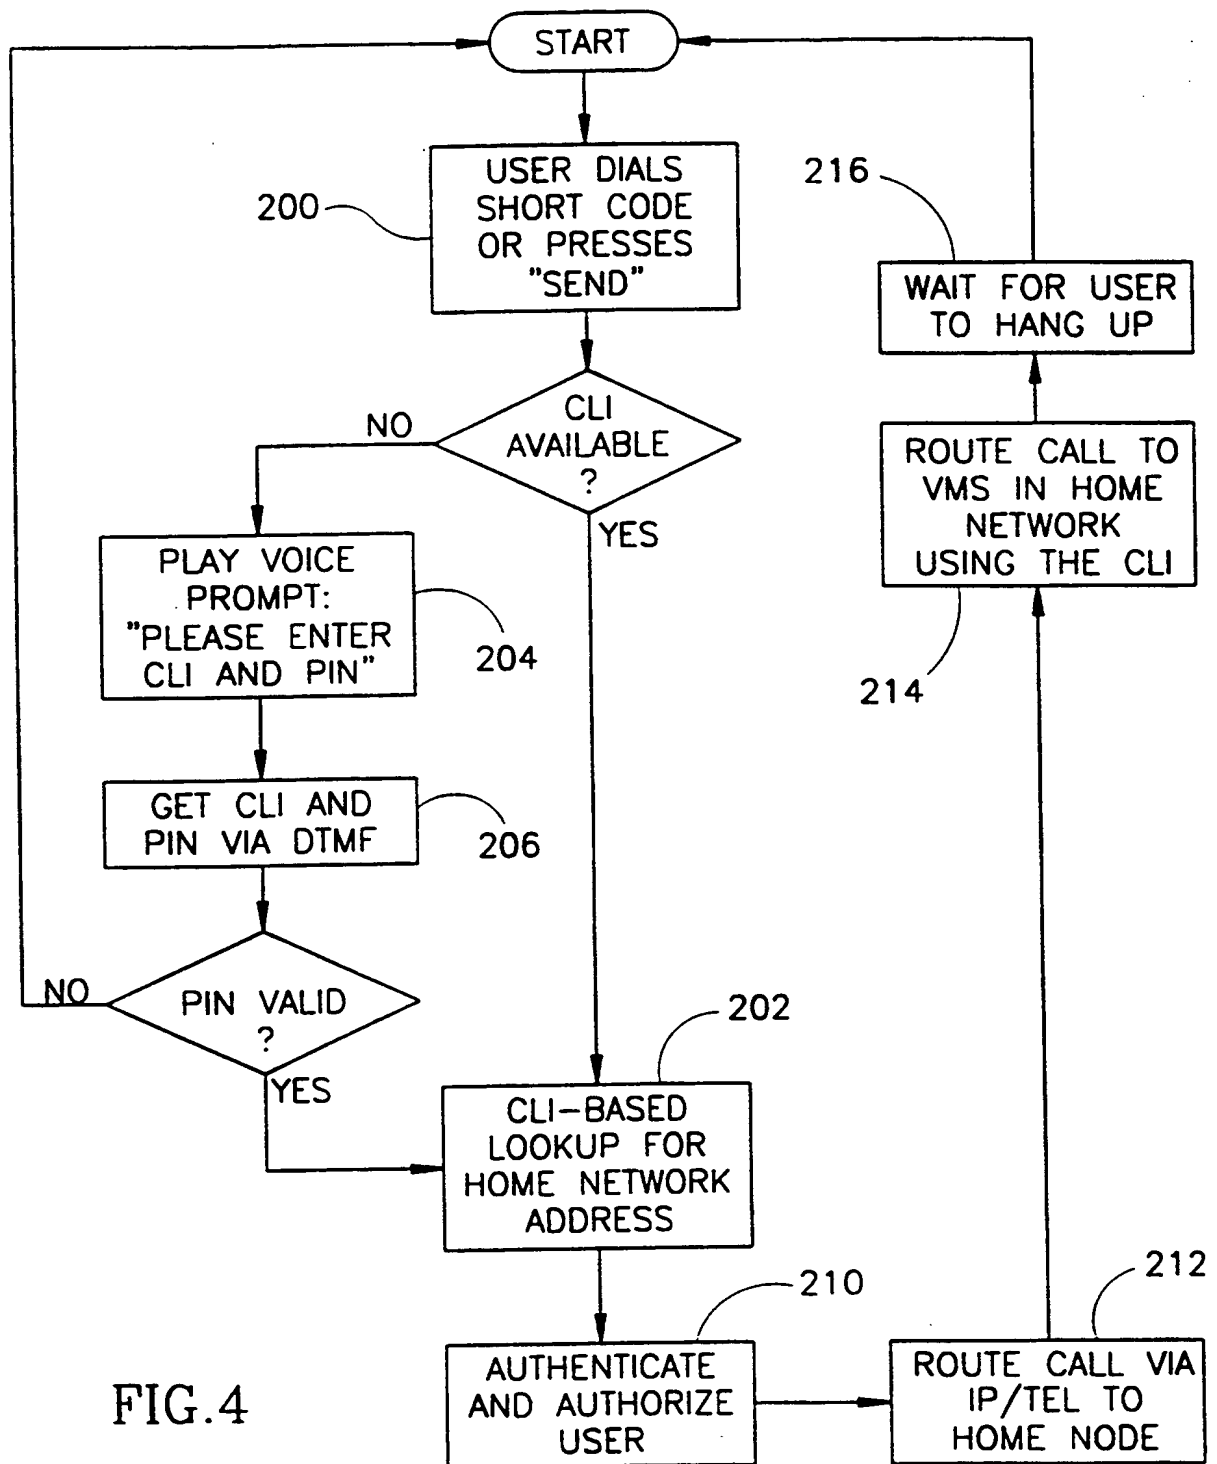 START
USER DIALS
SHORT CODE
OR PRESSES
"SEND"
200
CLI
AVAILABLE
?
NO
YES
PLAY VOICE
PROMPT:
"PLEASE ENTER
CLI AND PIN"
204
GET CLI AND
PIN VIA DTMF
206
PIN VALID
?
NO
YES
202
CLI-BASED
LOOKUP FOR
HOME NETWORK
ADDRESS
210
AUTHENTICATE
AND AUTHORIZE
USER
212
ROUTE CALL VIA
IP/TEL TO
HOME NODE
214
ROUTE CALL TO
VMS IN HOME
NETWORK
USING THE CLI
216
WAIT FOR USER
TO HANG UP
FIG.4